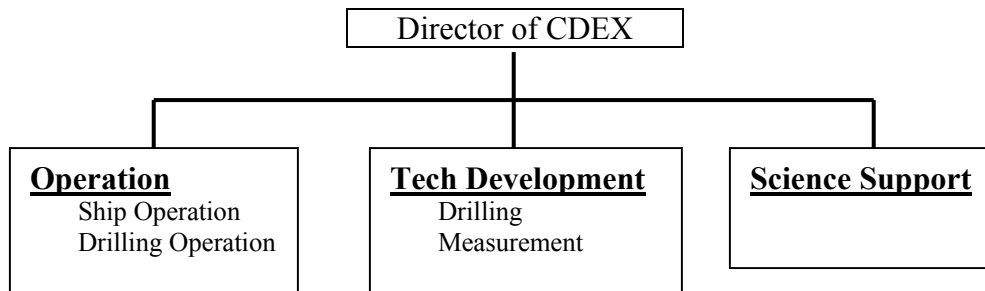 Director of CDEX
Operation
Ship Operation
Drilling Operation
Tech Development
Drilling
Measurement
Science Support